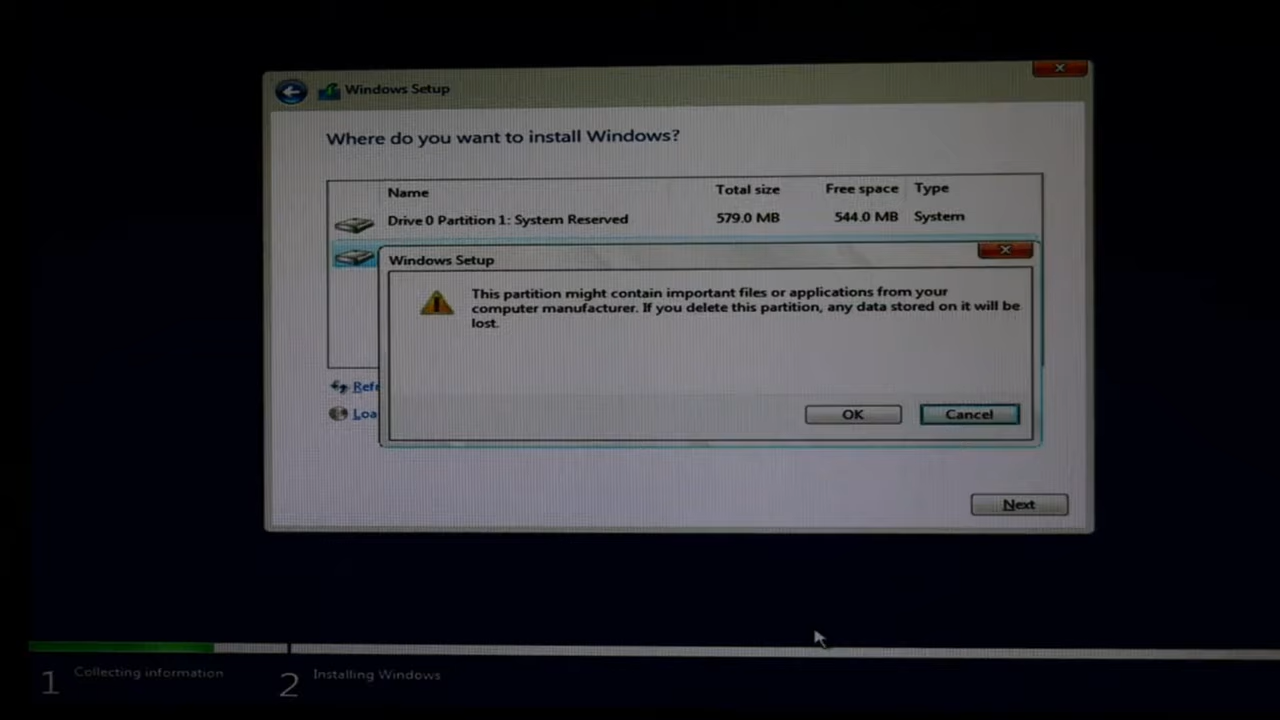 Windows Setup
Where do you want to install Windows?
Name Total size Free space Type
Drive 0 Partition 1: System Reserved 579.0 MB 544.0 MB System
Windows Setup
This partition might contain important files or applications from your
computer manufacturer. If you delete this partition, any data stored on it will be
lost.
Refr
Loa
OK Cancel
Next
1 Collecting information 2 Installing Windows